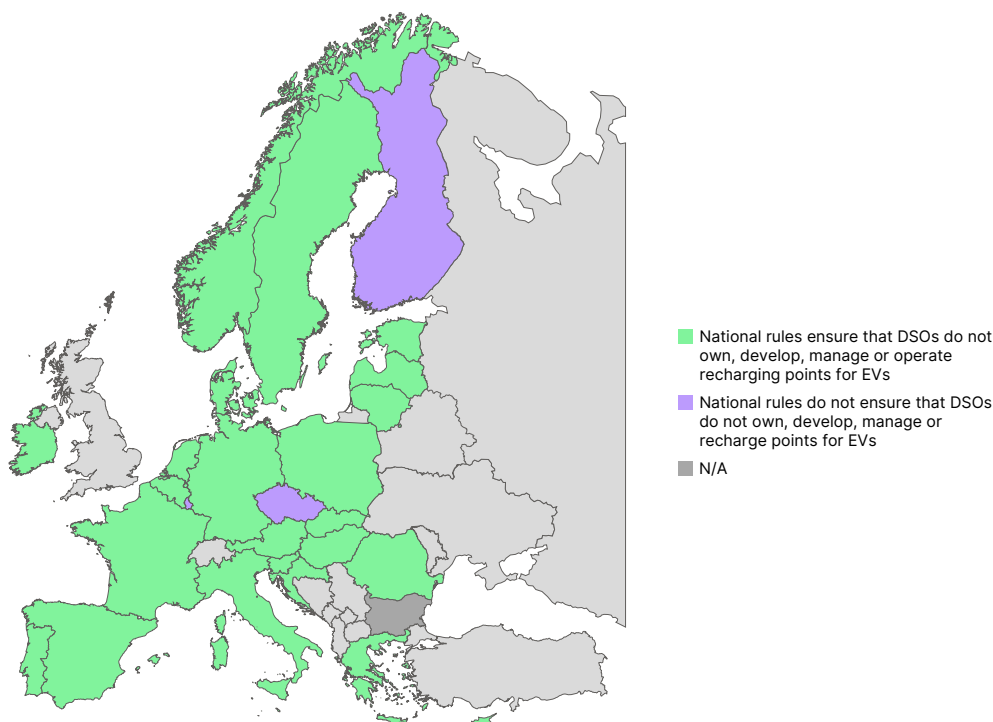 National rules ensure that DSOs do not
own, develop, manage or operate
recharging points for EVs
National rules do not ensure that DSOs
do not own, develop, manage or
recharge points for EVs
N/A